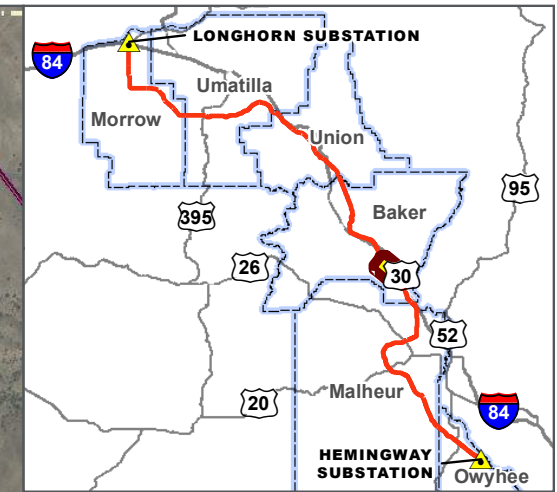 LONGHORN SUBSTATION
84
Umatilla
Morrow
Union
95
Baker
395
26
30
52
Malheur
20
84
HEMINGWAY
SUBSTATION
Owyhee